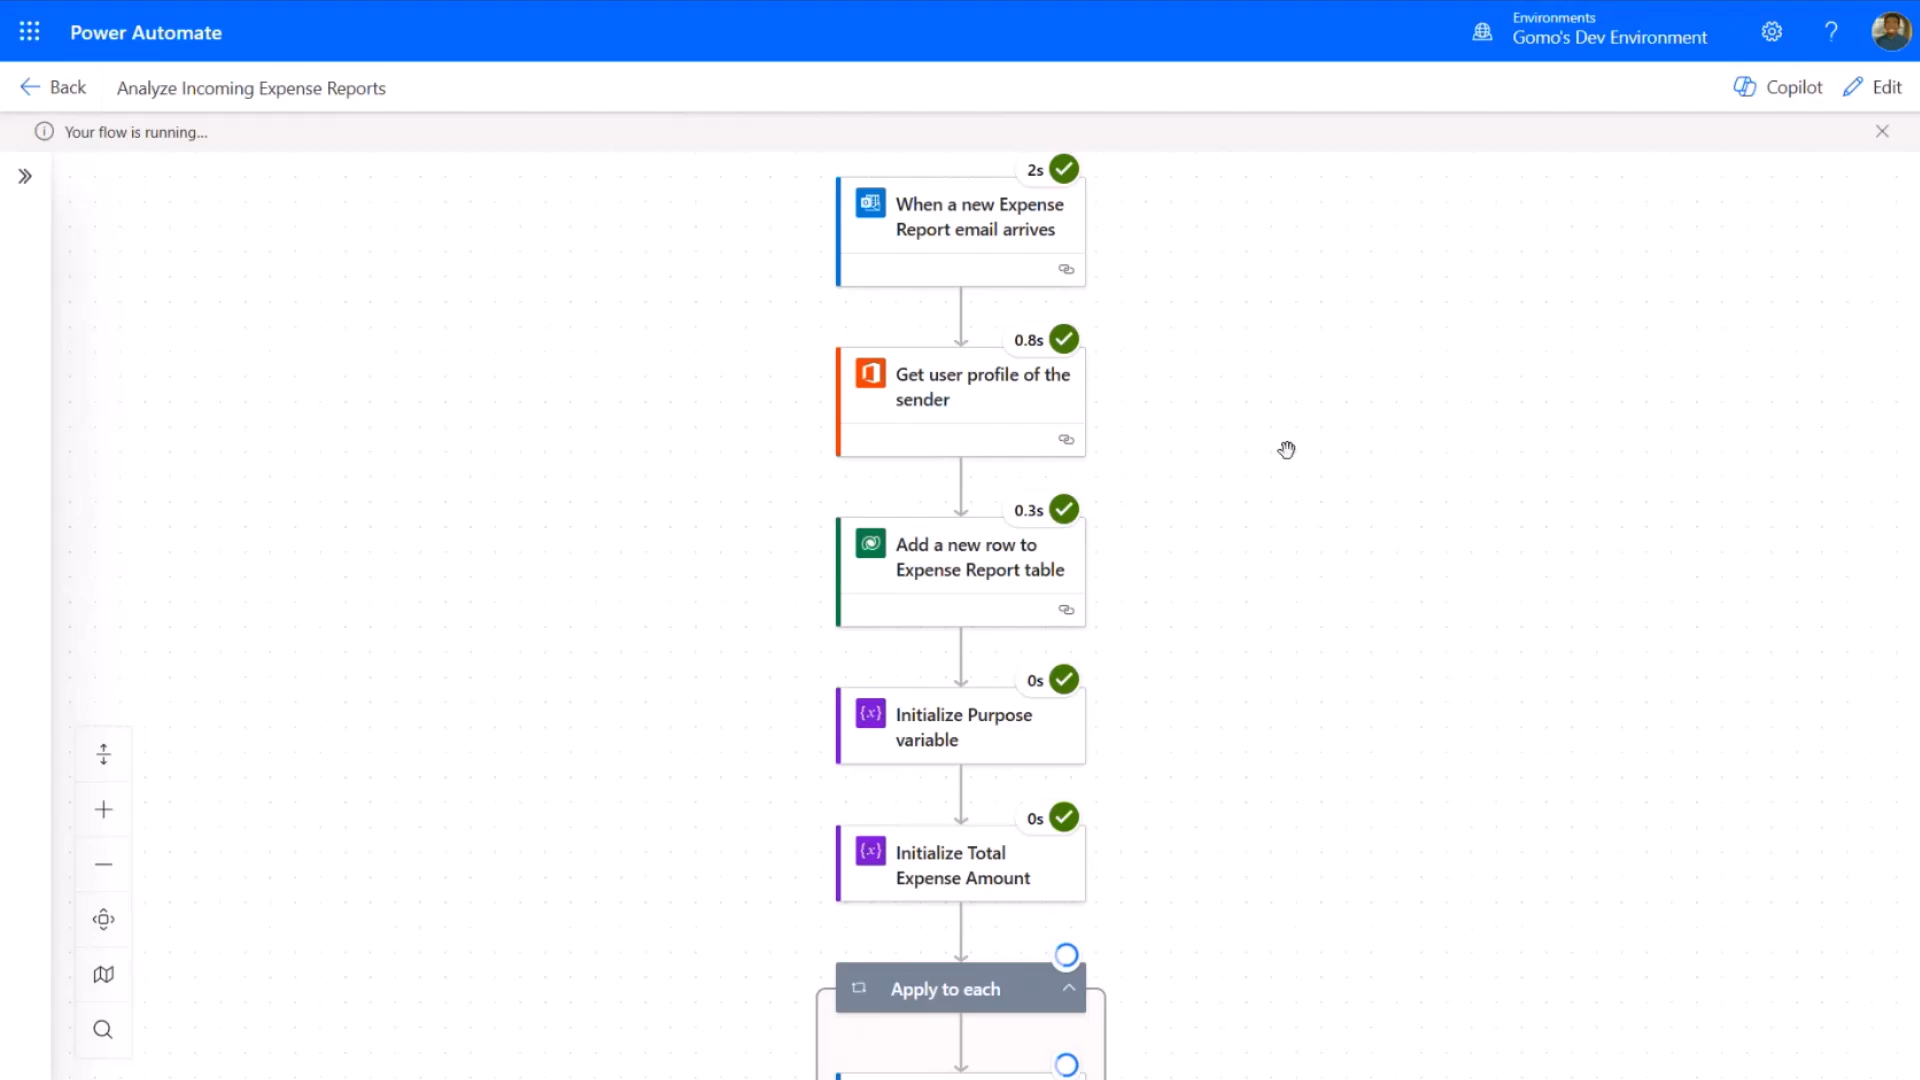 Power Automate
Environments
Gomo's Dev Environment
Back
Analyze Incoming Expense Reports
Copilot
Edit
Your flow is running...
2s
When a new Expense
Report email arrives
0.8s
Get user profile of the
sender
0.3s
Add a new row to
Expense Report table
0s
{x}
Initialize Purpose
variable
0s
{x}
Initialize Total
Expense Amount
Apply to each